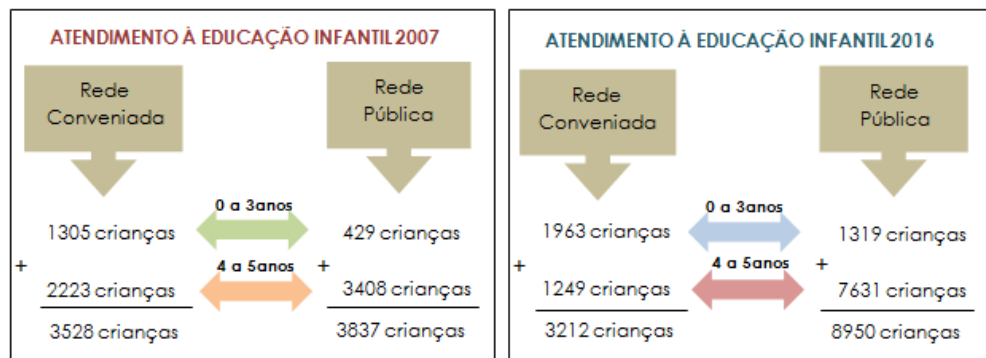 ATENDIMENTO À EDUCAÇÃO INFANTIL 2007
Rede
Conveniada
Rede
Pública
0 a 3anos
1305 crianças
429 crianças
+
4 a 5anos
+
2223 crianças
3408 crianças
3528 crianças
3837 crianças
ATENDIMENTO À EDUCAÇÃO INFANTIL 2016
Rede
Conveniada
Rede
Pública
0 a 3anos
1963 crianças
1319 crianças
+
4 a 5anos
+
1249 crianças
7631 crianças
3212 crianças
8950 crianças